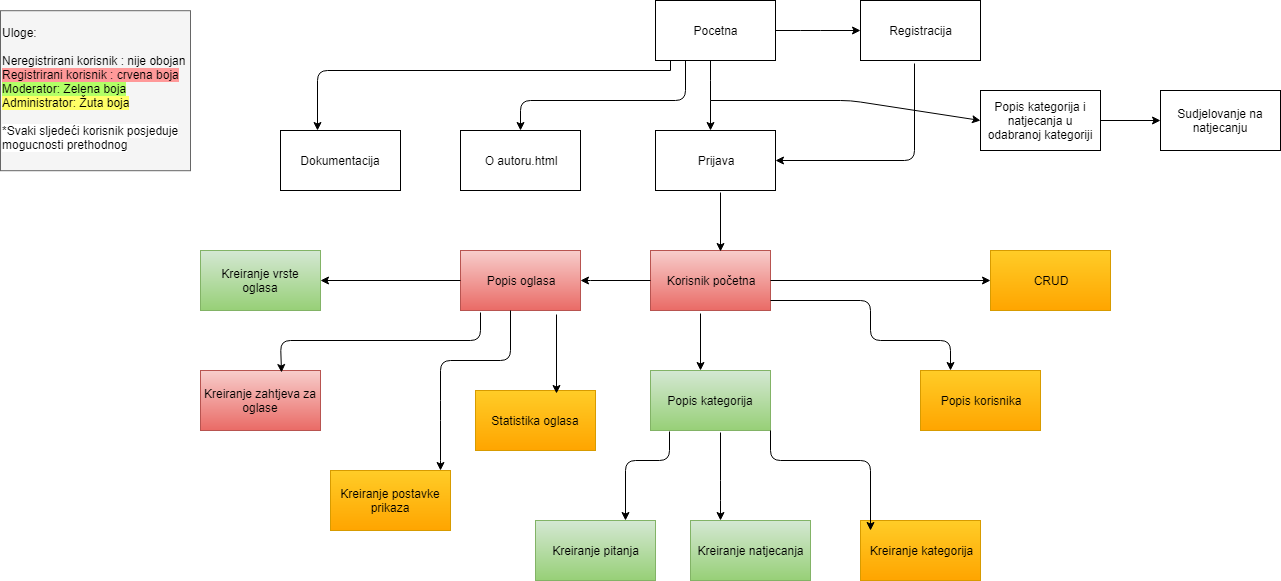 Uloge:
Neregistrirani korisnik : nije obojan
Registrirani korisnik : crvena boja
Moderator: Zelena boja
Administrator: Žuta boja
*Svaki sljedeći korisnik posjeduje
mogucnosti prethodnog
Pocetna
Registracija
Popis kategorija i
natjecanja u
odabranoj kategoriji
Sudjelovanje na
natjecanju
Dokumentacija
O autoru.html
Prijava
Kreiranje vrste
oglasa
Popis oglasa
Korisnik početna
CRUD
Kreiranje zahtjeva za
oglase
Statistika oglasa
Popis kategorija
Popis korisnika
Kreiranje postavke
prikaza
Kreiranje pitanja
Kreiranje natjecanja
Kreiranje kategorija